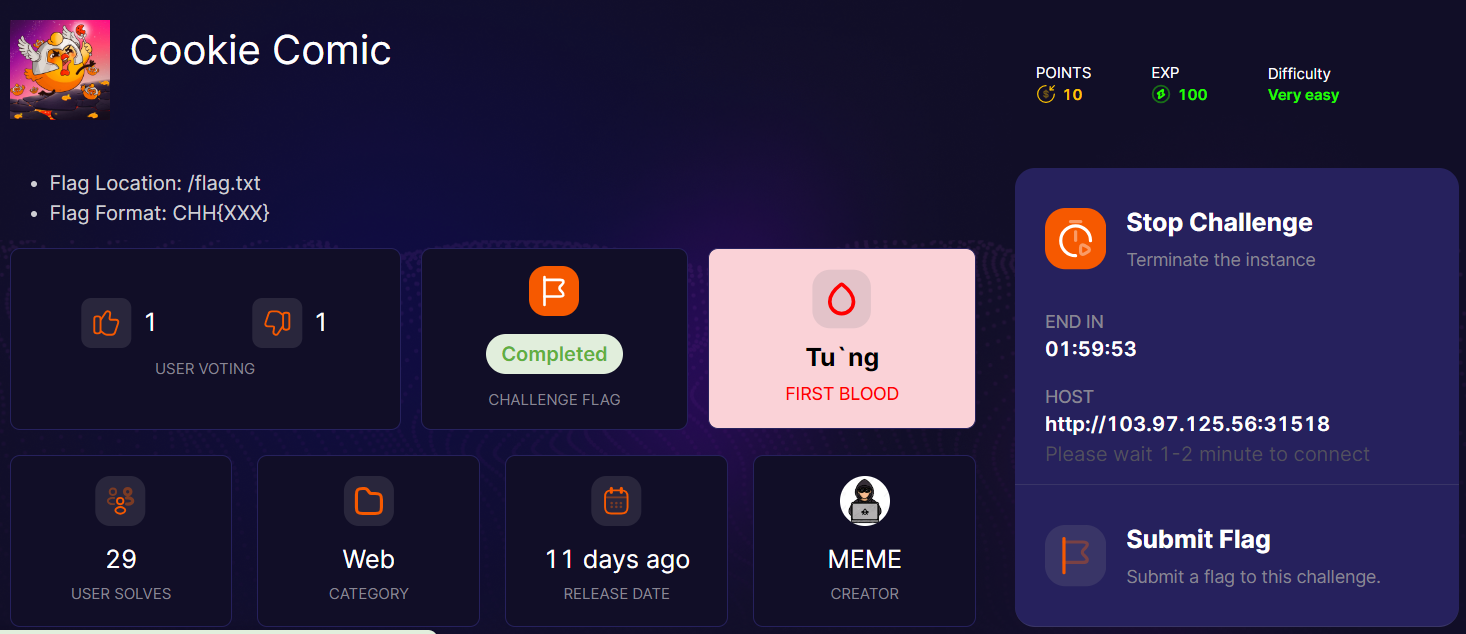 Cookie Comic
POINTS
10
EXP
100
Difficulty
Very easy
Flag Location: /flag.txt
Flag Format: CHH{XXX}
1
1
USER VOTING
Completed
CHALLENGE FLAG
Tu`ng
FIRST BLOOD
29
USER SOLVES
Web
CATEGORY
11 days ago
RELEASE DATE
MEME
CREATOR
Stop Challenge
Terminate the instance
END IN
01:59:53
HOST
http://103.97.125.56:31518
Please wait 1-2 minute to connect
Submit Flag
Submit a flag to this challenge.